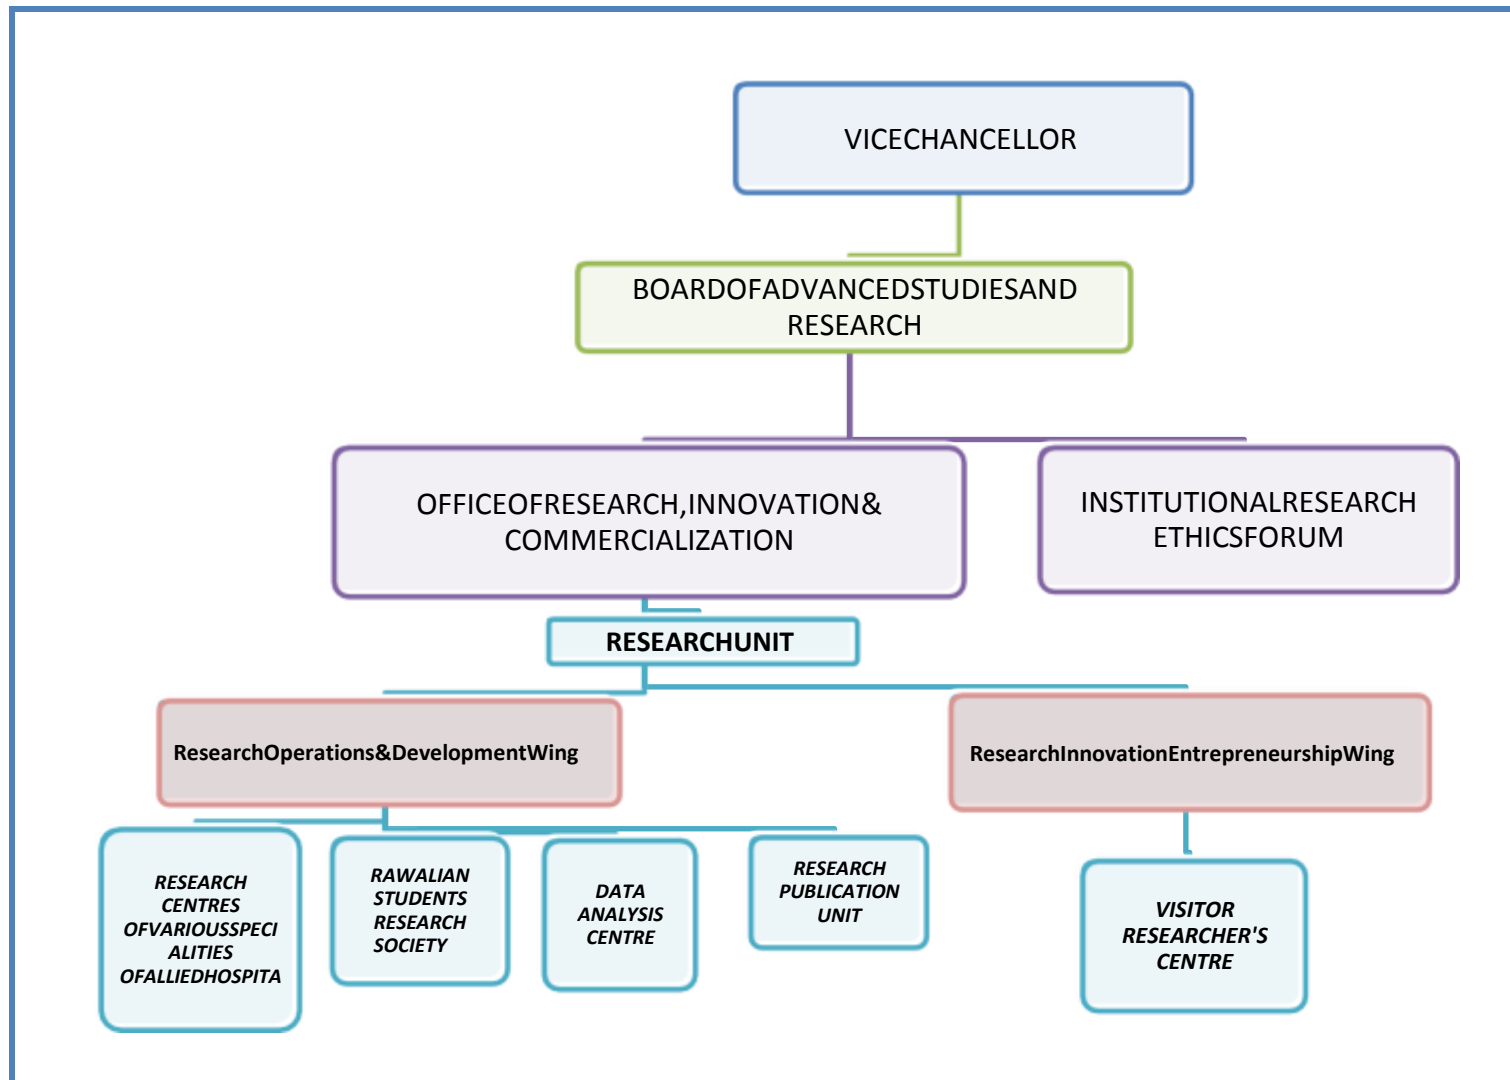 VICECHANCELLOR
BOARDOFADVANCEDSTUDIESAND
RESEARCH
OFFICEOFRESEARCH,INNOVATION&
COMMERCIALIZATION
INSTITUTIONALRESEARCH
ETHICSFORUM
RESEARCHUNIT
ResearchOperations&DevelopmentWing
ResearchInnovationEntrepreneurshipWing
RESEARCH
CENTRES
OFVARIOUSSPECI
ALITIES
OFALLIEDHOSPITA
RAWALIAN
STUDENTS
RESEARCH
SOCIETY
DATA
ANALYSIS
CENTRE
RESEARCH
PUBLICATION
UNIT
VISITOR
RESEARCHER'S
CENTRE